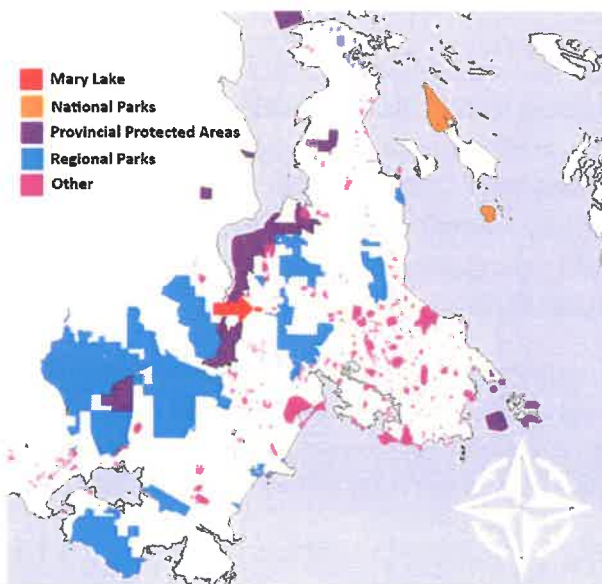 Mary Lake
National Parks
Provincial Protected Areas
Regional Parks
Other